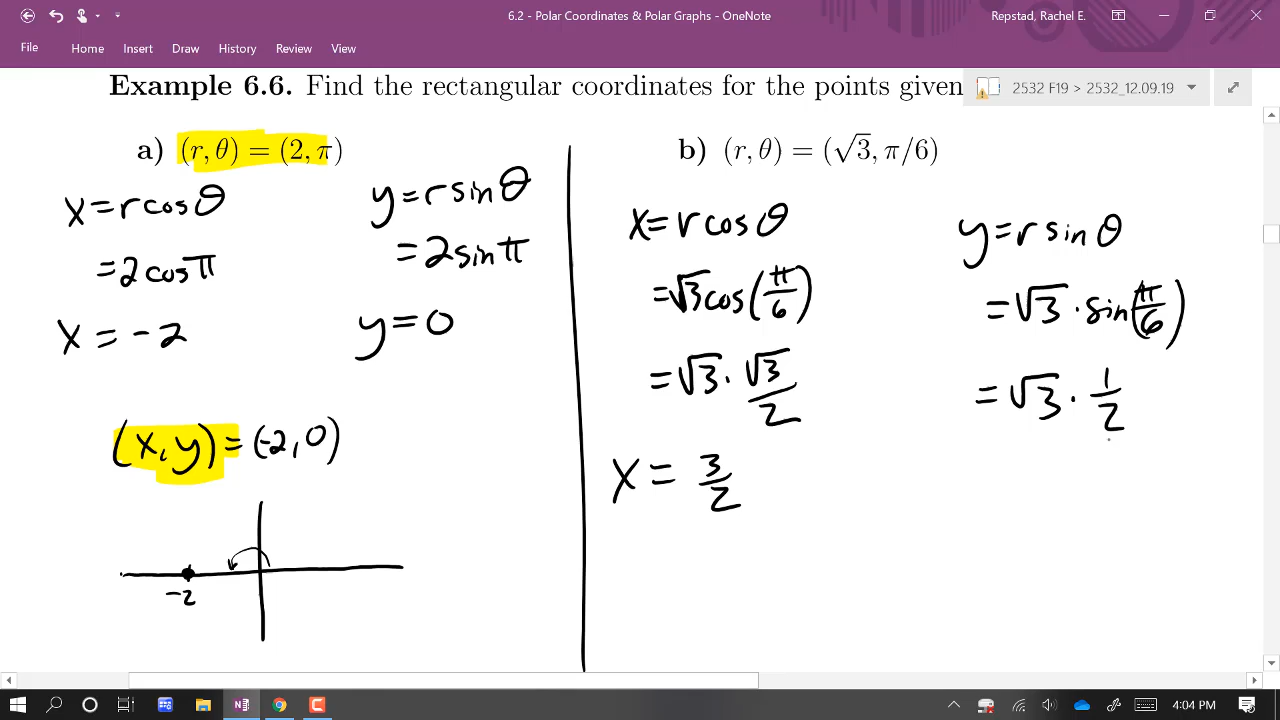 6.2 - Polar Coordinates & Polar Graphs - OneNote
Repstad, Rachel E.
File Home Insert Draw History Review View
Example 6.6. Find the rectangular coordinates for the points given
2532 F19 > 2532_12.09.19
a) (r, θ) = (2, π)
x = r cos θ
= 2 cos π
x = -2
y = r sin θ
= 2 sin π
y = 0
(x, y) = (-2, 0)
-2
b) (r, θ) = (√3, π/6)
x = r cos θ
= √3 cos(π/6)
= √3 · √3/2
x = 3/2
y = r sin θ
= √3 · sin(π/6)
= √3 · 1/2
4:04 PM